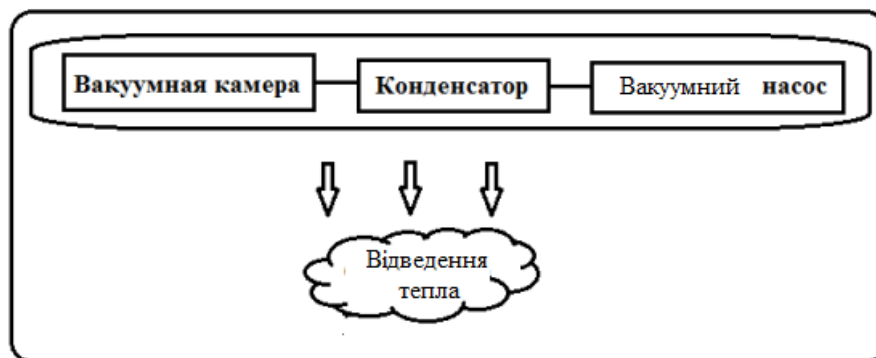 Вакуумная камера
Конденсатор
Вакуумний насос
Відведення
тепла